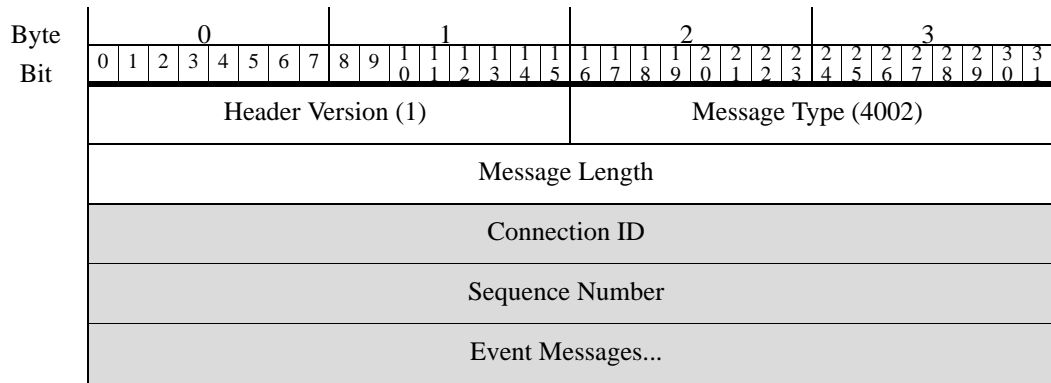 Byte 0 1 2 3
Bit 0 1 2 3 4 5 6 7 8 9 10 11 12 13 14 15 16 17 18 19 20 21 22 23 24 25 26 27 28 29 30 31
Header Version (1) Message Type (4002)
Message Length
Connection ID
Sequence Number
Event Messages...